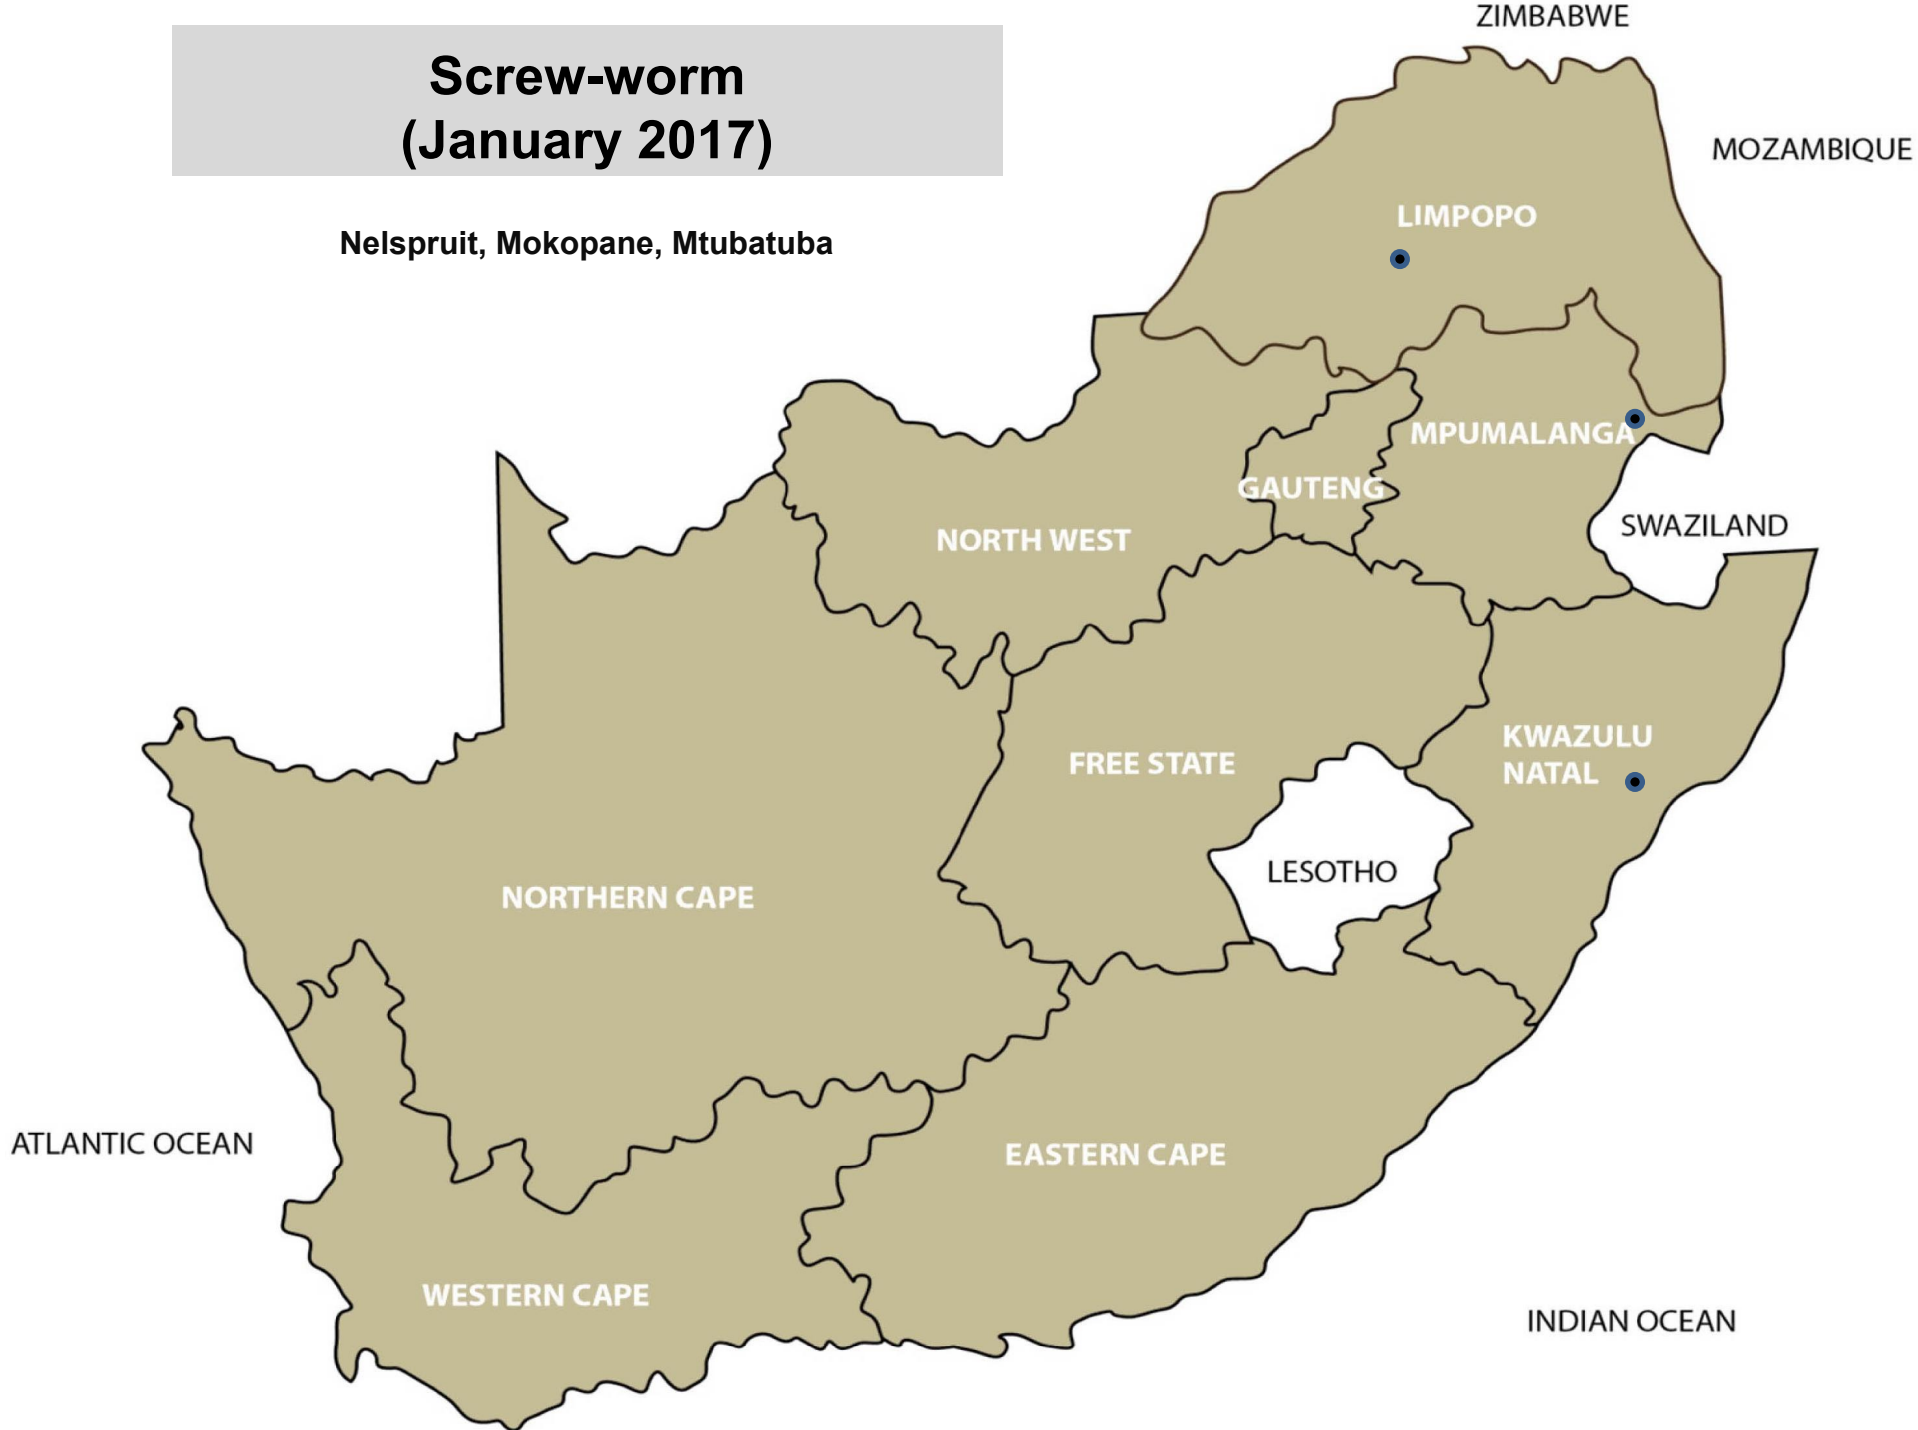 ZIMBABWE
Screw-worm
(January 2017)
MOZAMBIQUE
LIMPOPO
Nelspruit, Mokopane, Mtubatuba
MPUMALANGA
GAUTENG
SWAZILAND
NORTH WEST
KWAZULU
NATAL
FREE STATE
LESOTHO
NORTHERN CAPE
ATLANTIC OCEAN
EASTERN CAPE
WESTERN CAPE
INDIAN OCEAN